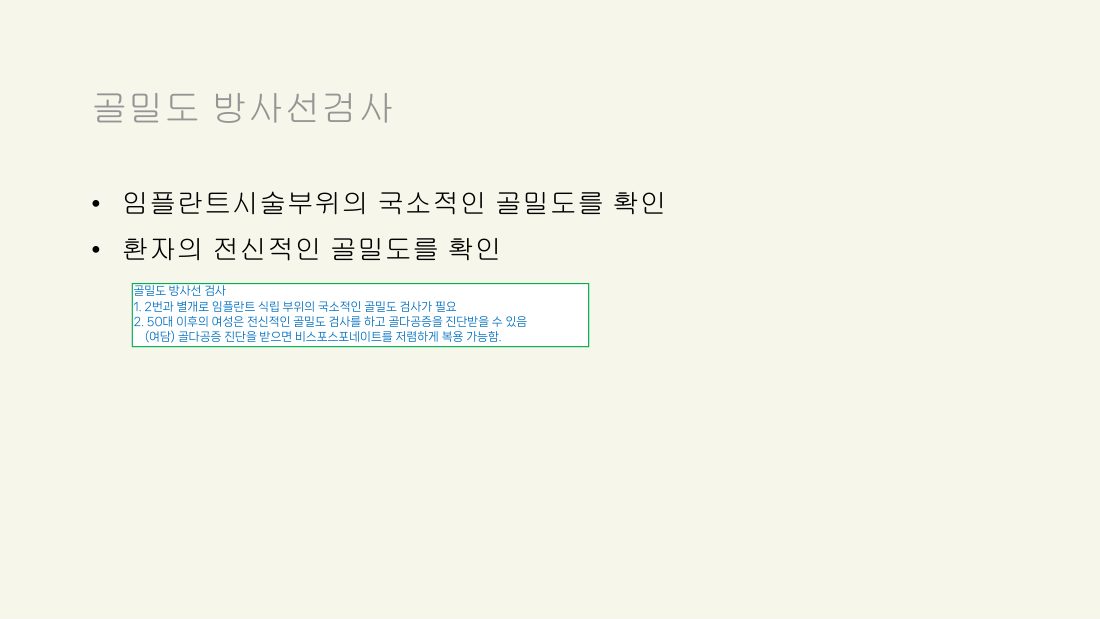 골밀도 방사선검사
• 임플란트시술부위의 국소적인 골밀도를 확인
• 환자의 전신적인 골밀도를 확인
골밀도 방사선 검사
1. 2번과 별개로 임플란트 식립 부위의 국소적인 골밀도 검사가 필요
2. 50대 이후의 여성은 전신적인 골밀도 검사를 하고 골다공증을 진단받을 수 있음
(여담) 골다공증 진단을 받으면 비스포스포네이트를 저렴하게 복용 가능함.